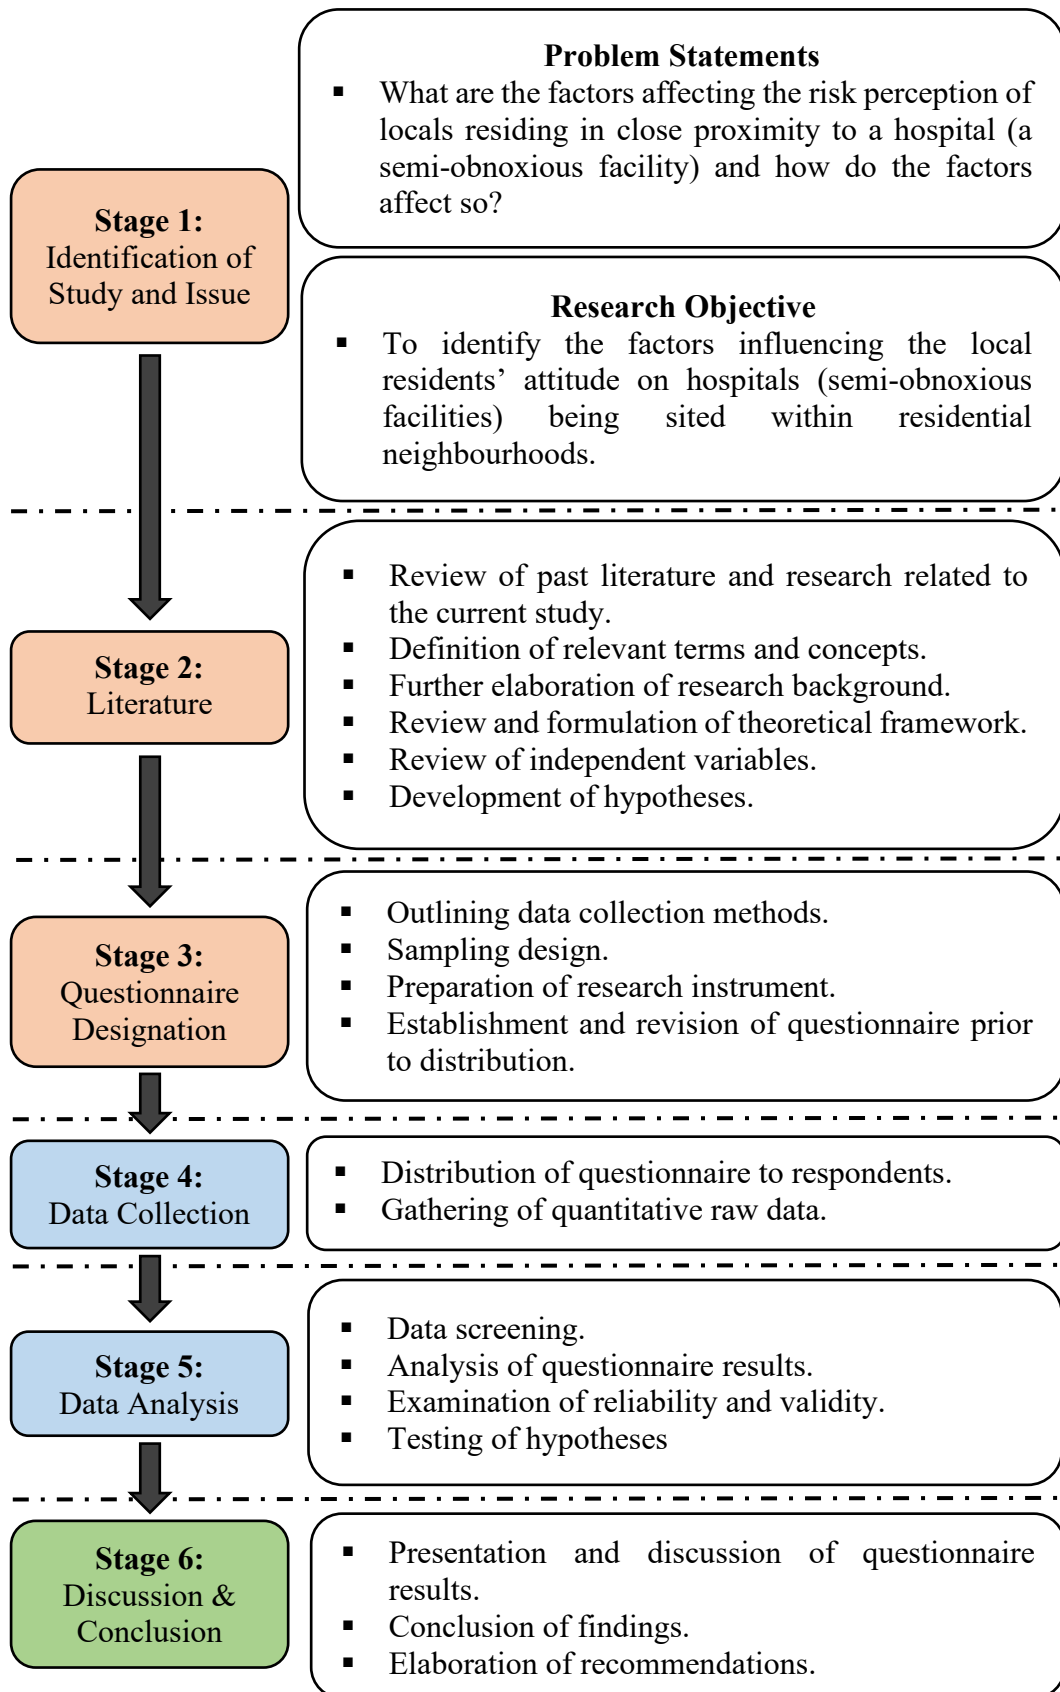 Problem Statements
▪ What are the factors affecting the risk perception of
locals residing in close proximity to a hospital (a
semi-obnoxious facility) and how do the factors
affect so?
Stage 1:
Identification of
Study and Issue
Research Objective
▪ To identify the factors influencing the local
residents’ attitude on hospitals (semi-obnoxious
facilities) being sited within residential
neighbourhoods.
Stage 2:
Literature
▪ Review of past literature and research related to
the current study.
▪ Definition of relevant terms and concepts.
▪ Further elaboration of research background.
▪ Review and formulation of theoretical framework.
▪ Review of independent variables.
▪ Development of hypotheses.
Stage 3:
Questionnaire
Designation
▪ Outlining data collection methods.
▪ Sampling design.
▪ Preparation of research instrument.
▪ Establishment and revision of questionnaire prior
to distribution.
Stage 4:
Data Collection
▪ Distribution of questionnaire to respondents.
▪ Gathering of quantitative raw data.
Stage 5:
Data Analysis
▪ Data screening.
▪ Analysis of questionnaire results.
▪ Examination of reliability and validity.
▪ Testing of hypotheses
Stage 6:
Discussion &
Conclusion
▪ Presentation and discussion of questionnaire
results.
▪ Conclusion of findings.
▪ Elaboration of recommendations.